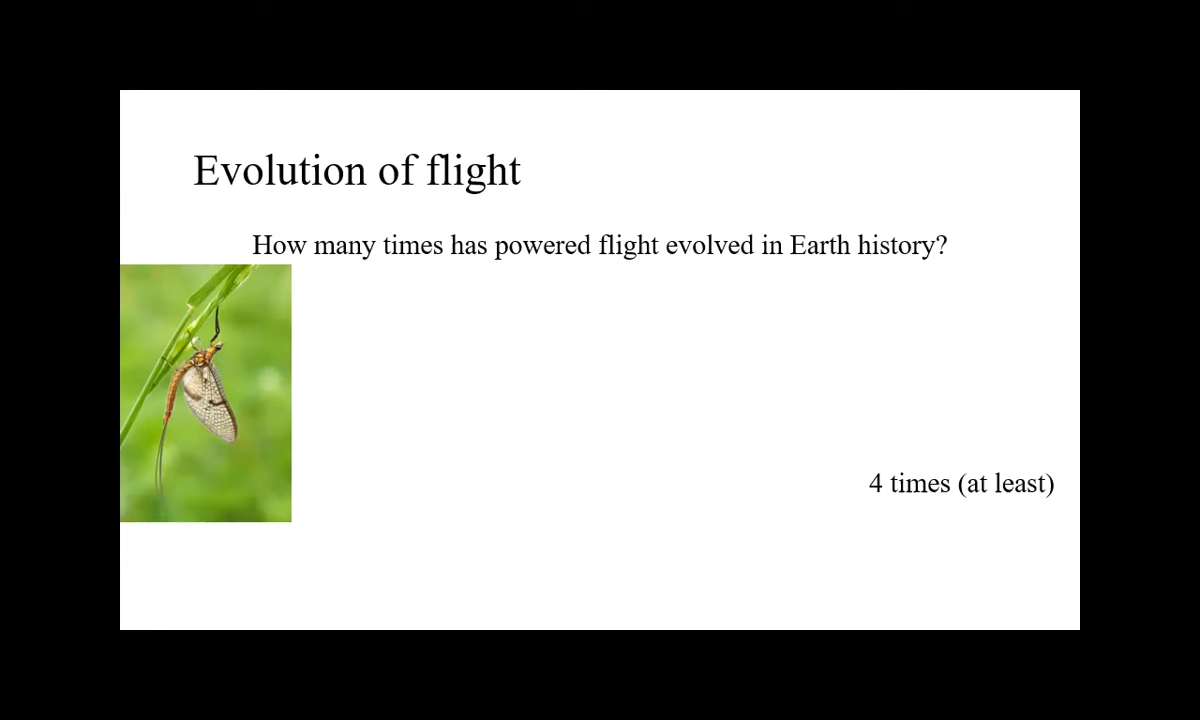 Evolution of flight
How many times has powered flight evolved in Earth history?
4 times (at least)